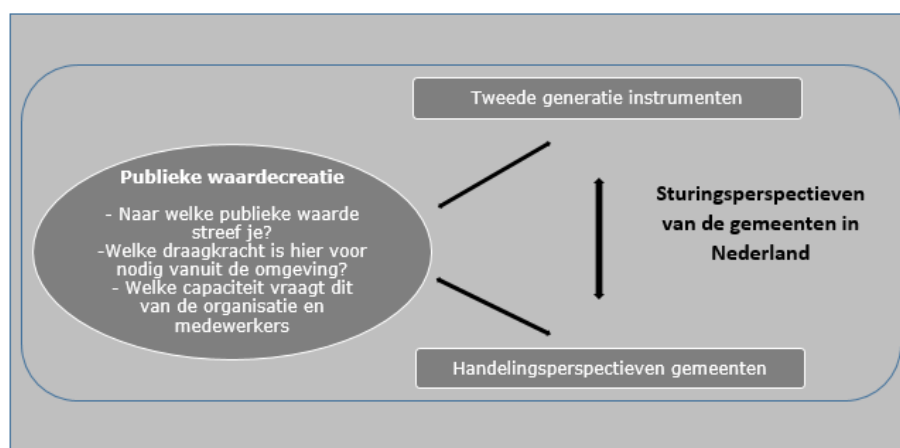 Tweede generatie instrumenten
Publieke waardecreatie
- Naar welke publieke waarde
streef je?
-Welke draagkracht is hier voor
nodig vanuit de omgeving?
- Welke capaciteit vraagt dit
van de organisatie en
medewerkers
Sturingsperspectieven
van de gemeenten in
Nederland
Handelingsperspectieven gemeenten